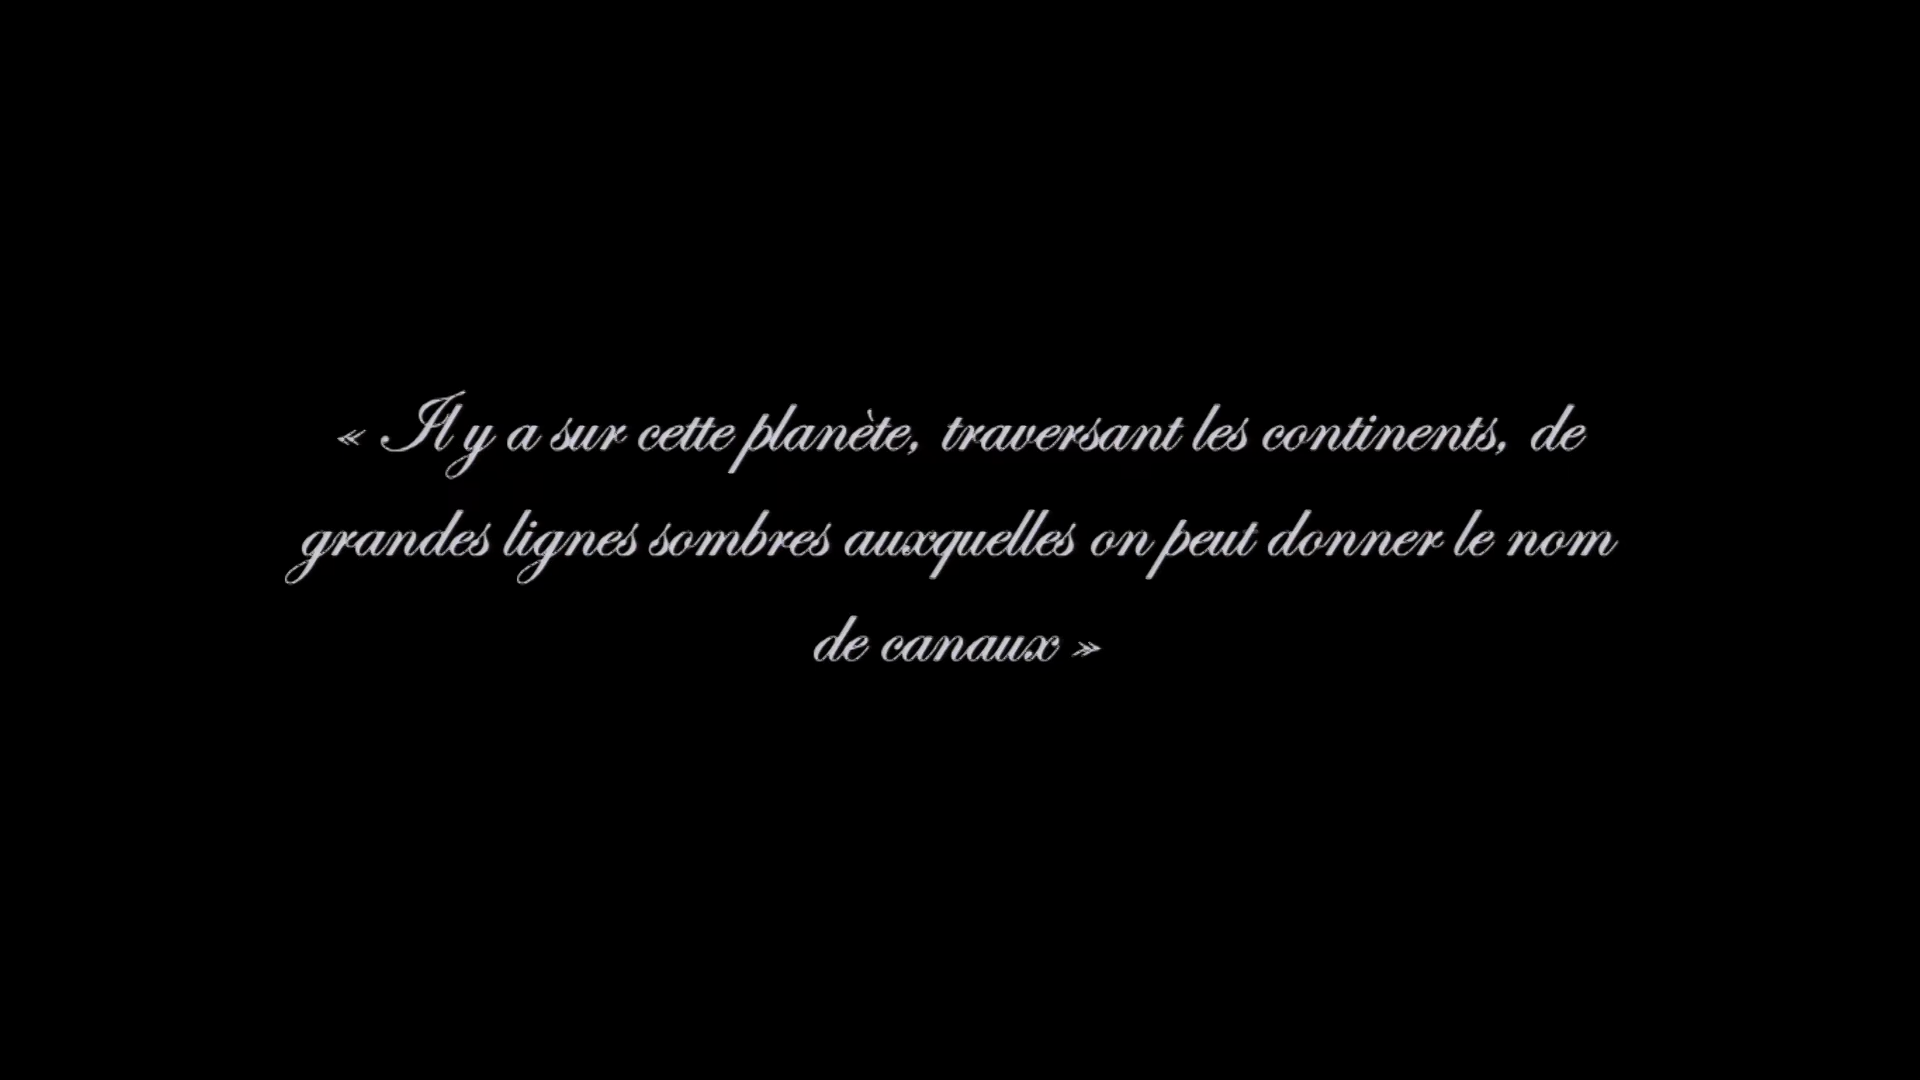 « Il y a sur cette planète, traversant les continents, de
grandes lignes sombres auxquelles on peut donner le nom
de canaux »